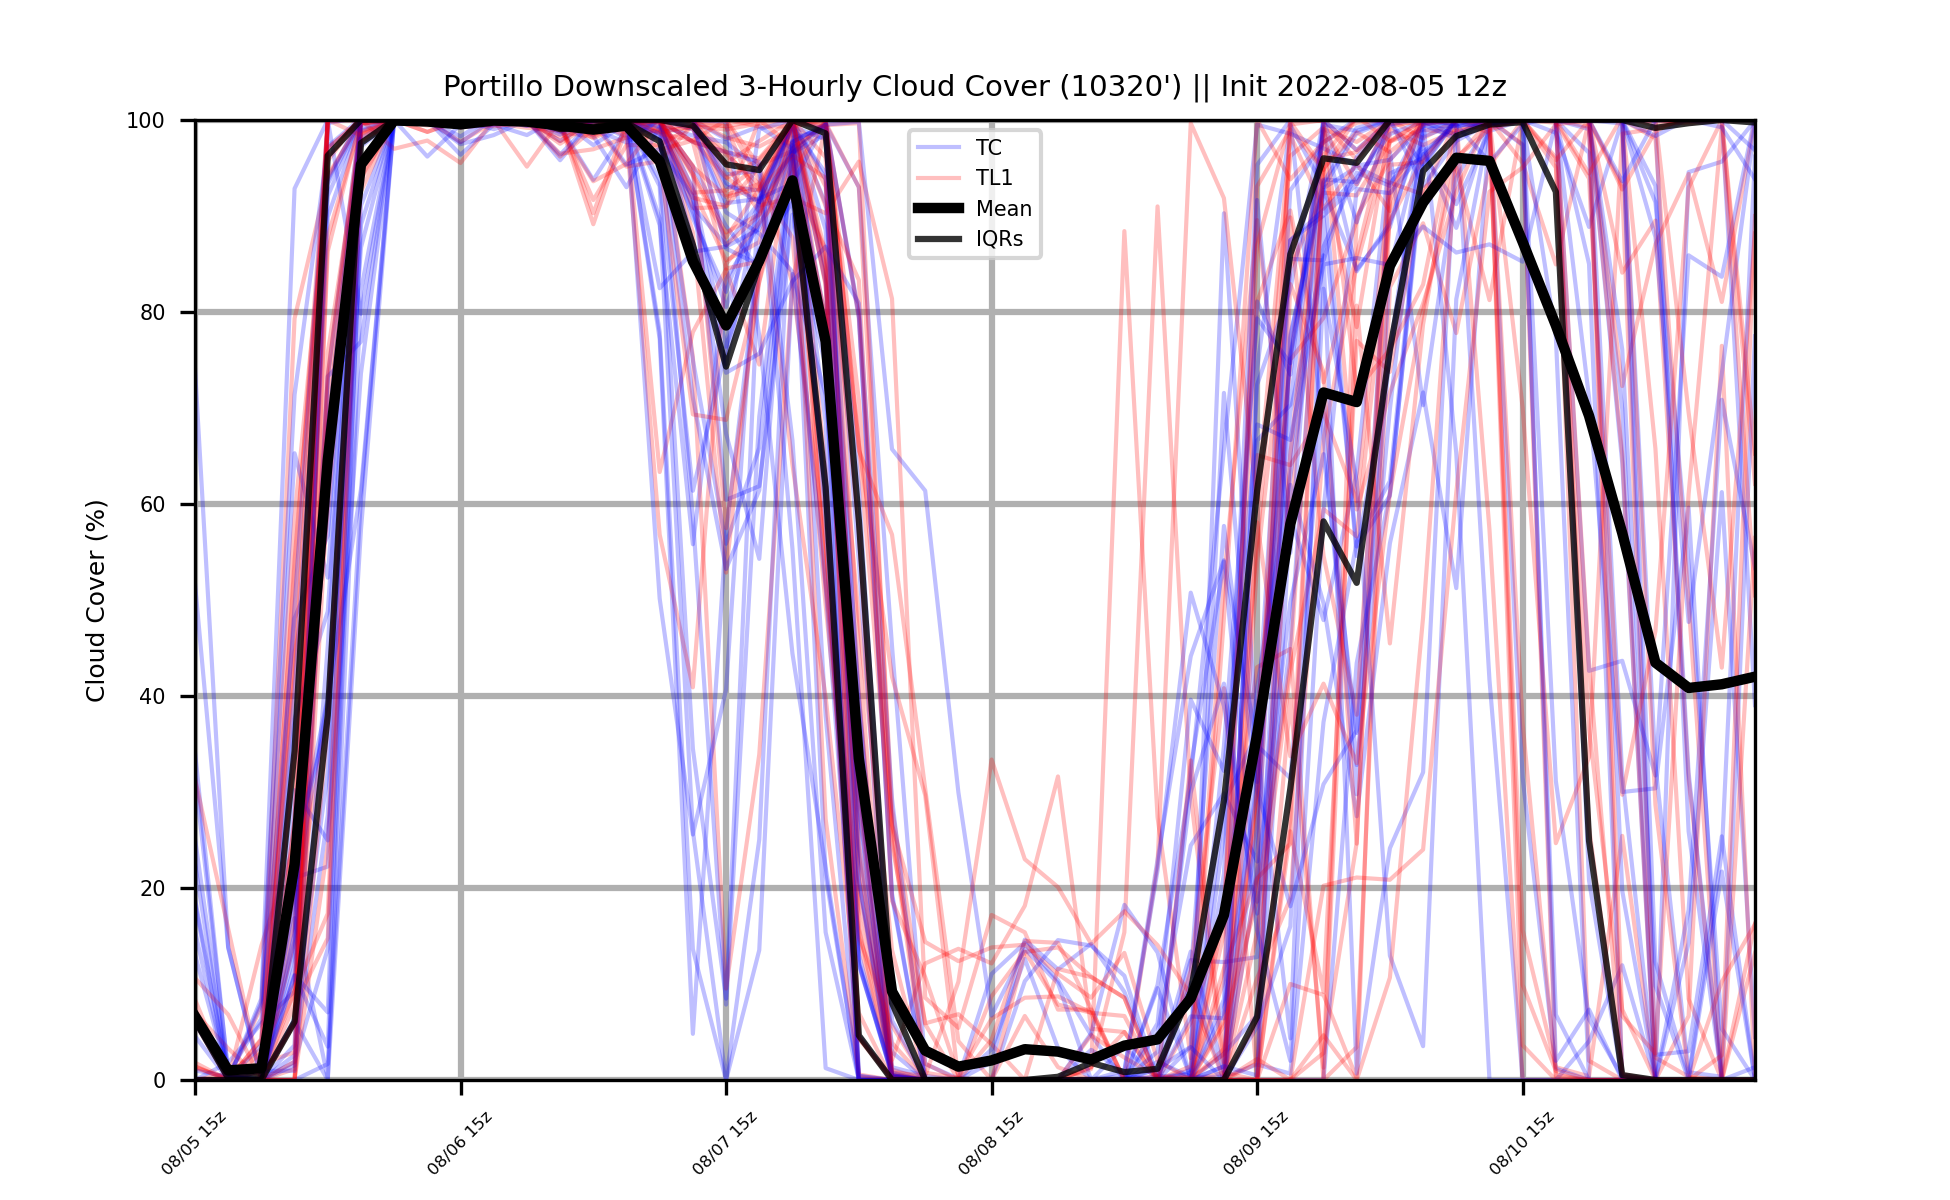 Portillo Downscaled 3-Hourly Cloud Cover (10320') || Init 2022-08-05 12z
TC
TL1
Mean
IQRs
Cloud Cover (%)
100
80
60
40
20
0
08/05 15z
08/06 15z
08/07 15z
08/08 15z
08/09 15z
08/10 15z